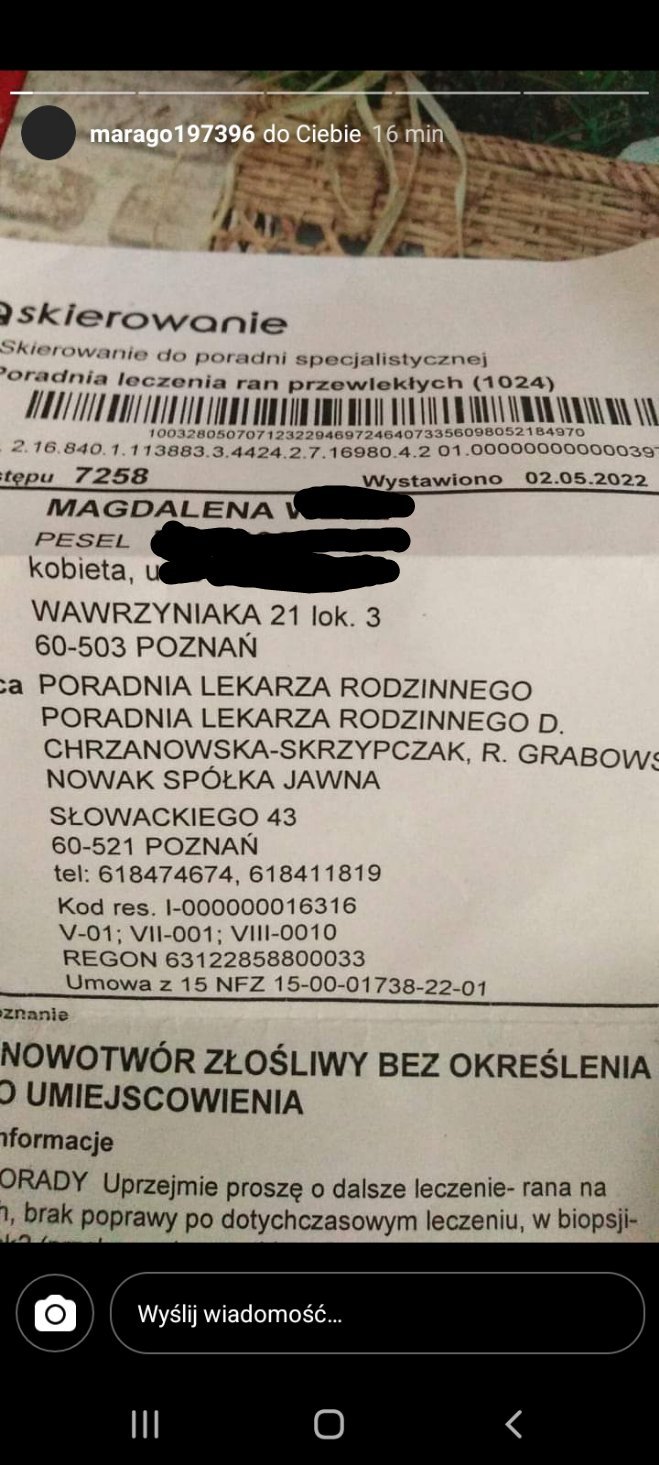 marago197396 do Ciebie 16 min
skierowanie
Skierowanie do poradni specjalistycznej
Poradnia leczenia ran przewlekłych (1024)
10032805070712322946972464073356098052184970
2.16.840.1.113883.3.4424.2.7.16980.4.2 01.00000000000039
stępu 7258 Wystawiono 02.05.2022
MAGDALENA W
PESEL
kobieta, u
WAWRZYNIAKA 21 lok. 3
60-503 POZNAŃ
ca PORADNIA LEKARZA RODZINNEGO
PORADNIA LEKARZA RODZINNEGO D.
CHRZANOWSKA-SKRZYPCZAK, R. GRABOWS
NOWAK SPÓŁKA JAWNA
SŁOWACKIEGO 43
60-521 POZNAŃ
tel: 618474674, 618411819
Kod res. I-000000016316
V-01; VII-001; VIII-0010
REGON 63122858800033
Umowa z 15 NFZ 15-00-01738-22-01
oznanie
NOWOTWÓR ZŁOŚLIWY BEZ OKREŚLENIA
O UMIEJSCOWIENIA
nformacje
ORADY Uprzejmie proszę o dalsze leczenie- rana na
h, brak poprawy po dotychczasowym leczeniu, w biopsji-
Wyślij wiadomość...